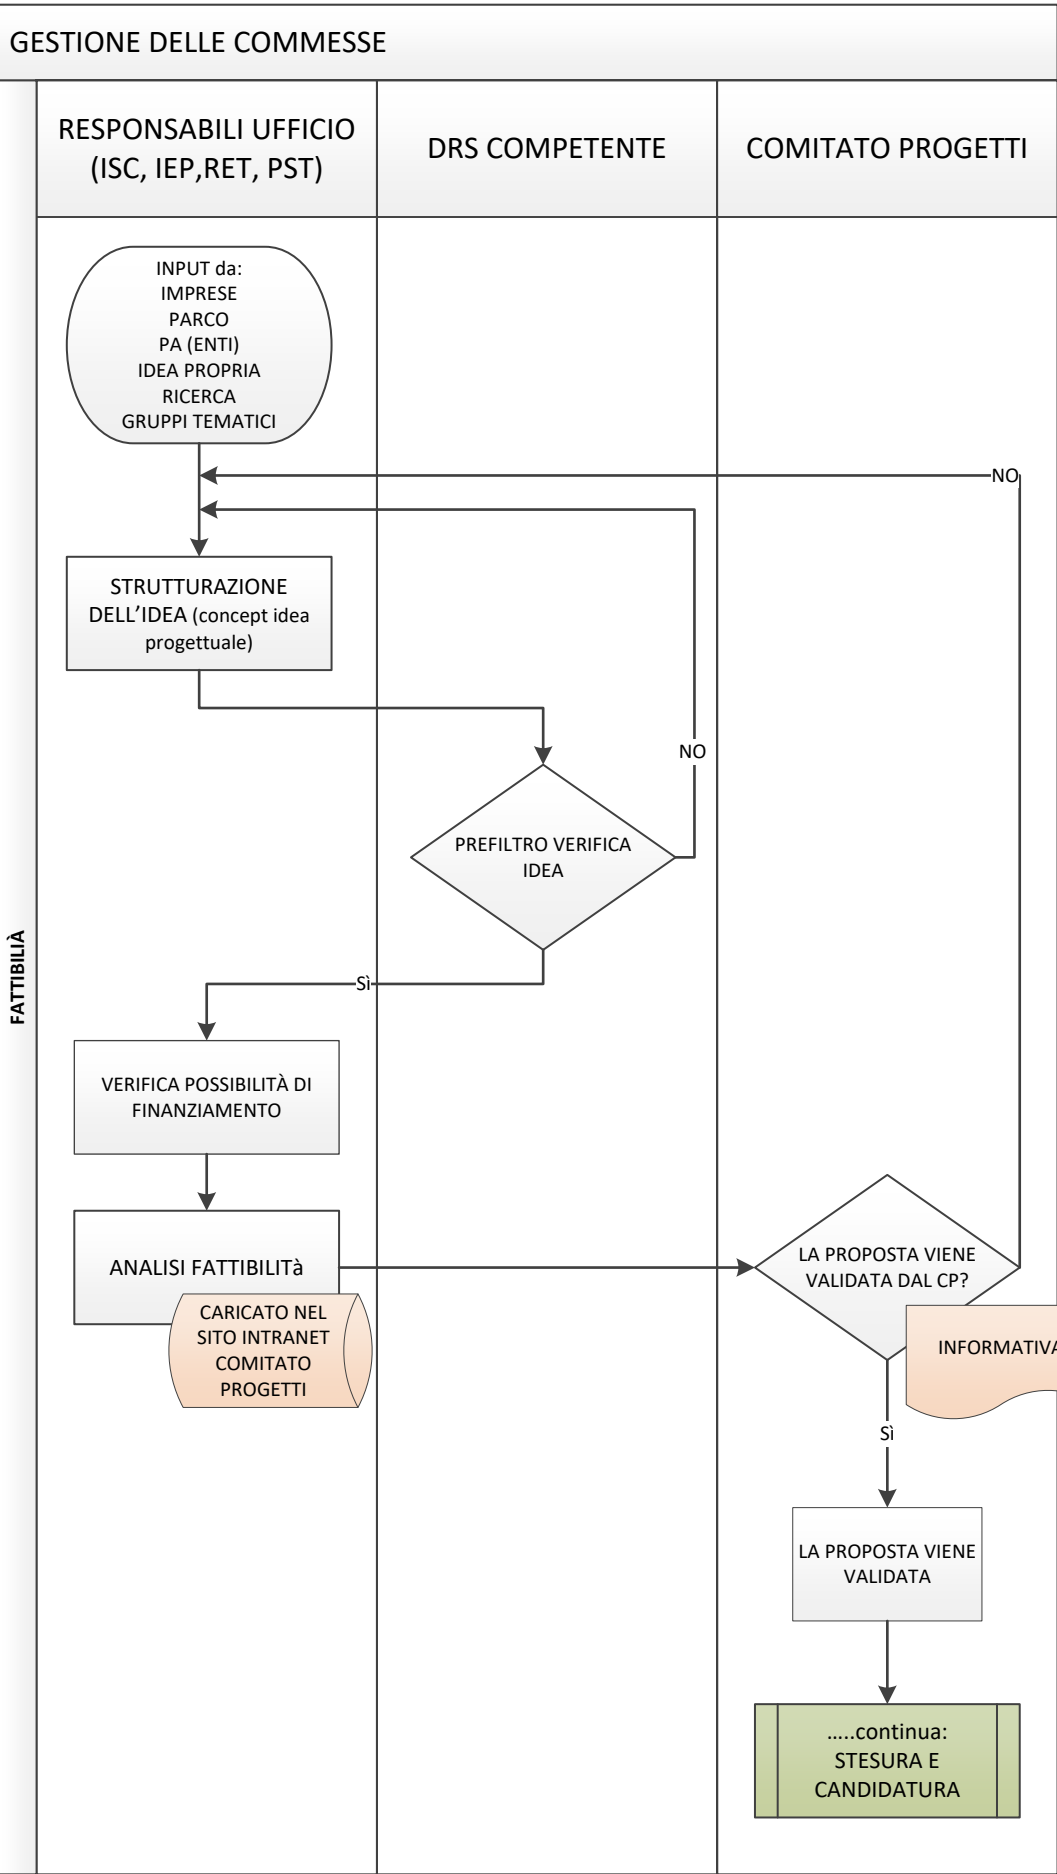 GESTIONE DELLE COMMESSE
RESPONSABILI UFFICIO
(ISC, IEP,RET, PST)
DRS COMPETENTE
COMITATO PROGETTI
FATTIBILIÀ
INPUT da:
IMPRESE
PARCO
PA (ENTI)
IDEA PROPRIA
RICERCA
GRUPPI TEMATICI
NO
STRUTTURAZIONE
DELL’IDEA (concept idea
progettuale)
NO
PREFILTRO VERIFICA
IDEA
Sì
VERIFICA POSSIBILITÀ DI
FINANZIAMENTO
ANALISI FATTIBILITà
CARICATO NEL
SITO INTRANET
COMITATO
PROGETTI
LA PROPOSTA VIENE
VALIDATA DAL CP?
INFORMATIVA
Sì
LA PROPOSTA VIENE
VALIDATA
…..continua:
STESURA E
CANDIDATURA